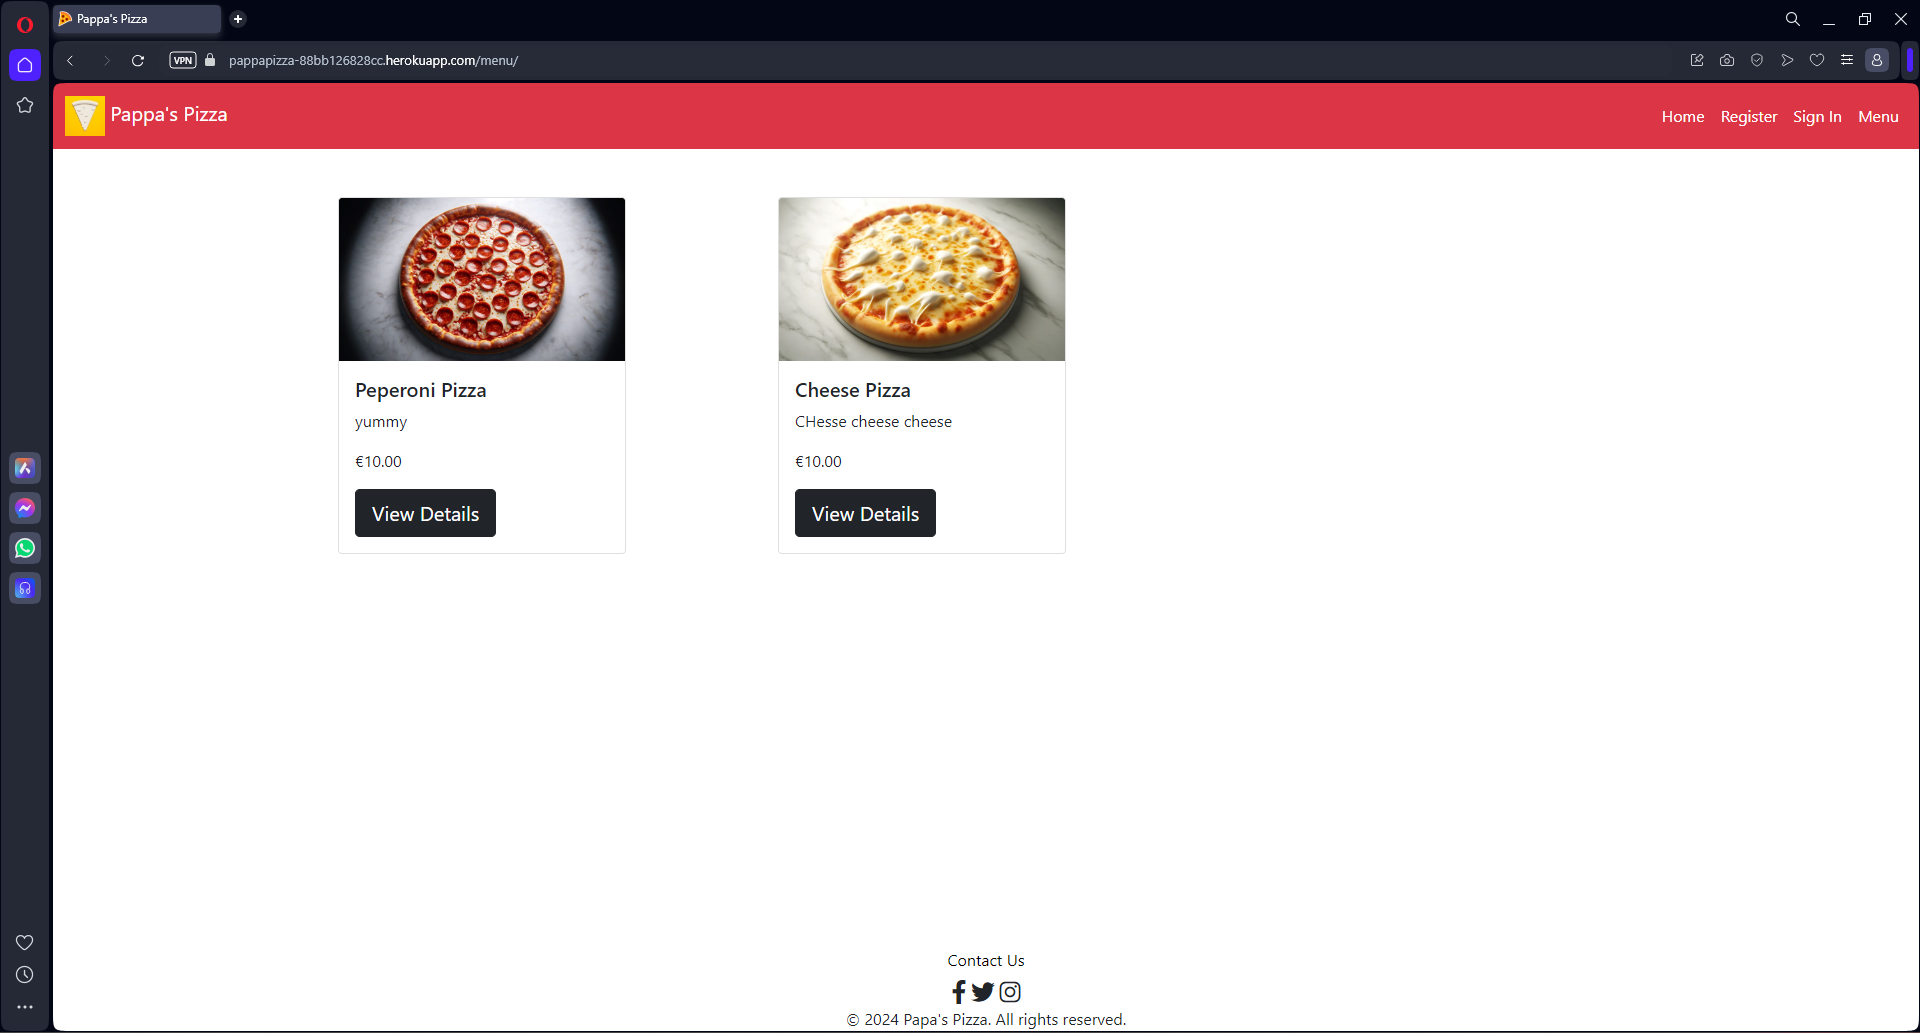 Pappa's Pizza
VPN pappapizza-88bb126828cc.herokuapp.com/menu/
Pappa's Pizza
Home Register Sign In Menu
Peperoni Pizza
yummy
€10.00
View Details
Cheese Pizza
CHesse cheese cheese
€10.00
View Details
Contact Us
© 2024 Papa's Pizza. All rights reserved.